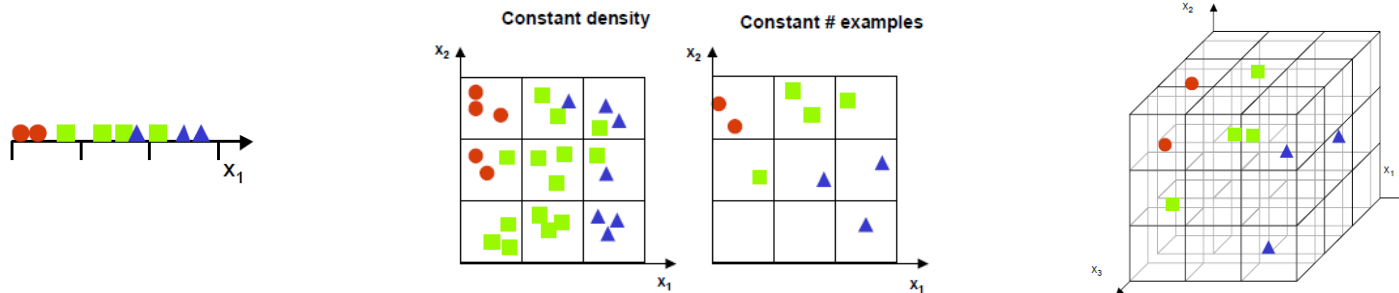 X₁
Constant density
x₂
x₁
Constant # examples
x₂
x₁
x₂
x₁
x₃